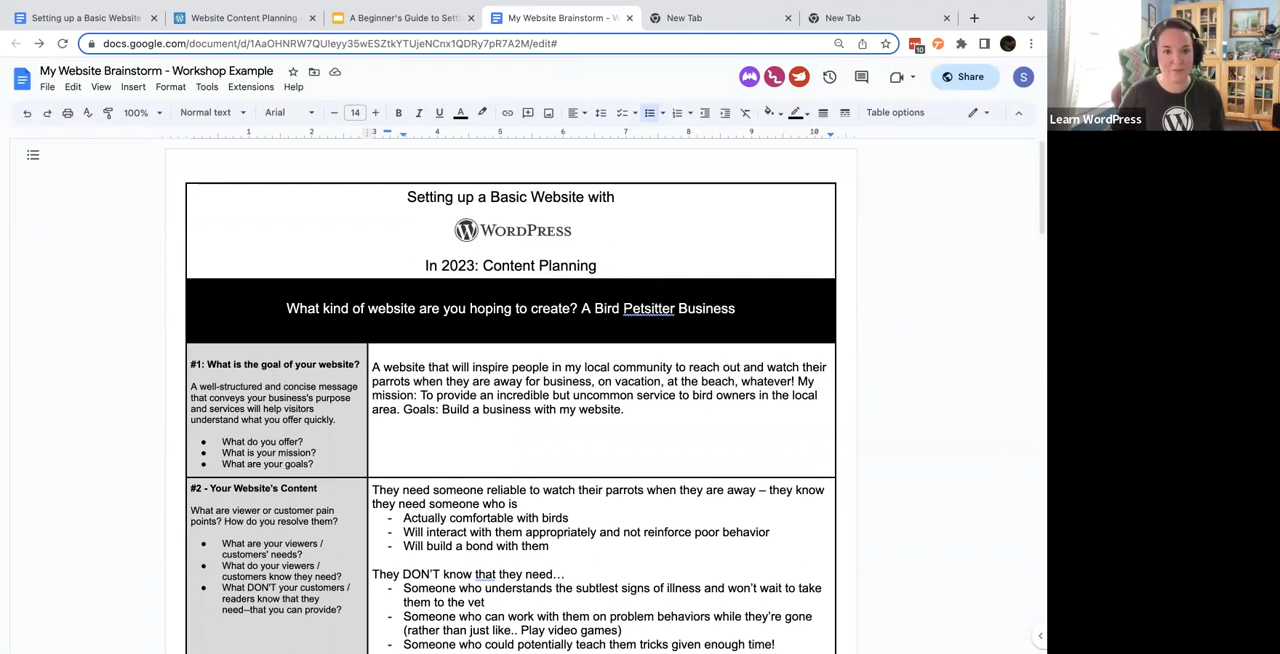 Setting up a Basic Website
Website Content Planning -
A Beginner's Guide to Sett
My Website Brainstorm - W
New Tab
New Tab
docs.google.com/document/d/1AaOHNRW7QUleyy35wESZtkYTUjeNCnx1QDRy7pR7A2M/edit#
10
My Website Brainstorm - Workshop Example
File Edit View Insert Format Tools Extensions Help
Share
S
100% Normal text Arial 14 B I U A Table options
1 2 3 4 5 6 7 8 9 10
Learn WordPress
Setting up a Basic Website with
WORDPRESS
In 2023: Content Planning
What kind of website are you hoping to create? A Bird Petsitter Business
#1: What is the goal of your website?
A well-structured and concise message
that conveys your business's purpose
and services will help visitors
understand what you offer quickly.
● What do you offer?
● What is your mission?
● What are your goals?
A website that will inspire people in my local community to reach out and watch their
parrots when they are away for business, on vacation, at the beach, whatever! My
mission: To provide an incredible but uncommon service to bird owners in the local
area. Goals: Build a business with my website.
#2 - Your Website's Content
What are viewer or customer pain
points? How do you resolve them?
● What are your viewers /
customers' needs?
● What do your viewers /
customers know they need?
● What DON'T your customers /
readers know that they
need--that you can provide?
They need someone reliable to watch their parrots when they are away – they know
they need someone who is
- Actually comfortable with birds
- Will interact with them appropriately and not reinforce poor behavior
- Will build a bond with them
They DON'T know that they need…
- Someone who understands the subtlest signs of illness and won't wait to take
them to the vet
- Someone who can work with them on problem behaviors while they're gone
(rather than just like.. Play video games)
- Someone who could potentially teach them tricks given enough time!